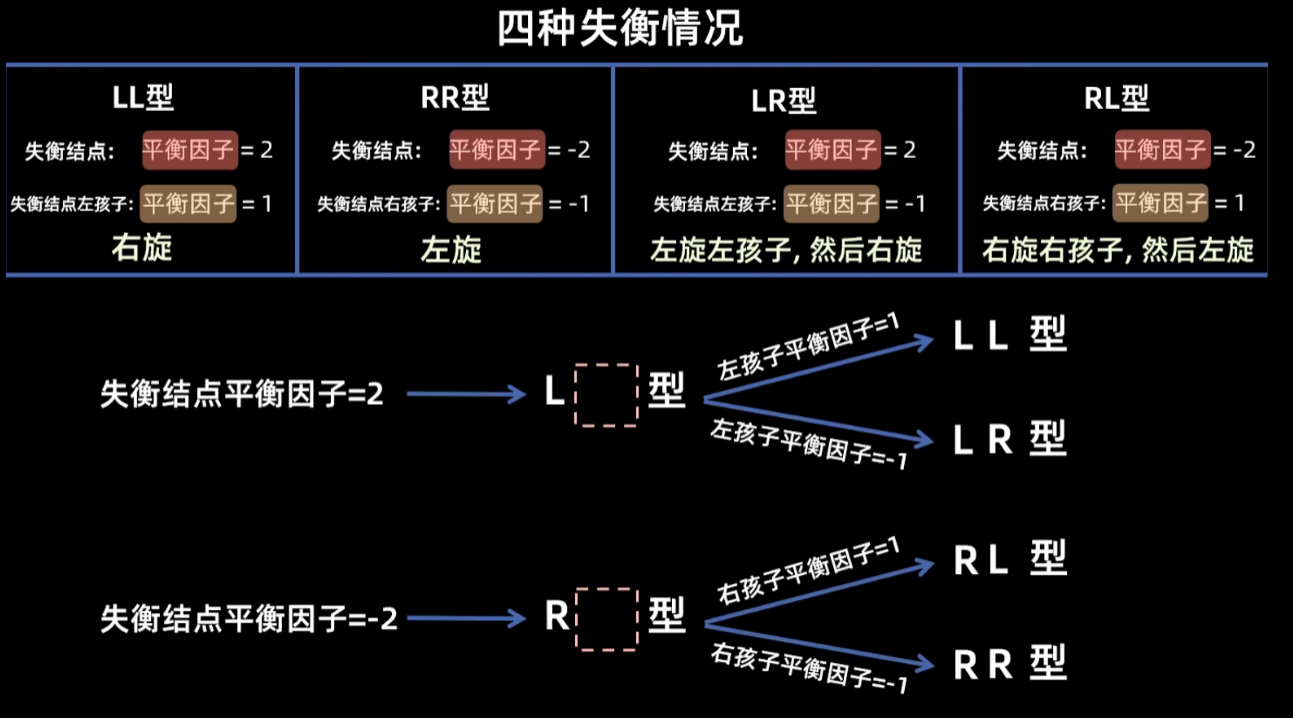 四种失衡情况
LL型
失衡结点: 平衡因子 = 2
失衡结点左孩子: 平衡因子 = 1
右旋
RR型
失衡结点: 平衡因子 = -2
失衡结点右孩子: 平衡因子 = -1
左旋
LR型
失衡结点: 平衡因子 = 2
失衡结点左孩子: 平衡因子 = -1
左旋左孩子, 然后右旋
RL型
失衡结点: 平衡因子 = -2
失衡结点右孩子: 平衡因子 = 1
右旋右孩子, 然后左旋
失衡结点平衡因子=2
L 型
左孩子平衡因子=1
L L 型
左孩子平衡因子=-1
L R 型
失衡结点平衡因子=-2
R 型
右孩子平衡因子=1
R L 型
右孩子平衡因子=-1
R R 型